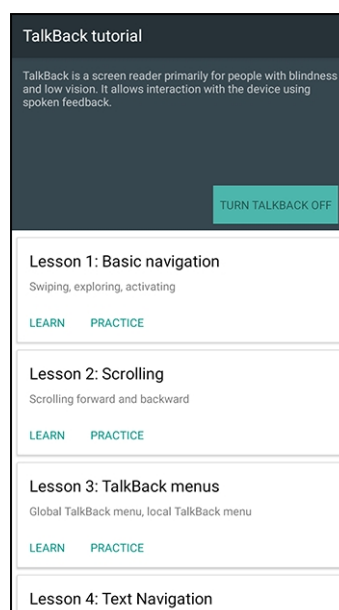 TalkBack tutorial
TalkBack is a screen reader primarily for people with blindness
and low vision. It allows interaction with the device using
spoken feedback.
TURN TALKBACK OFF
Lesson 1: Basic navigation
Swiping, exploring, activating
LEARN PRACTICE
Lesson 2: Scrolling
Scrolling forward and backward
LEARN PRACTICE
Lesson 3: TalkBack menus
Global TalkBack menu, local TalkBack menu
LEARN PRACTICE
Lesson 4: Text Navigation